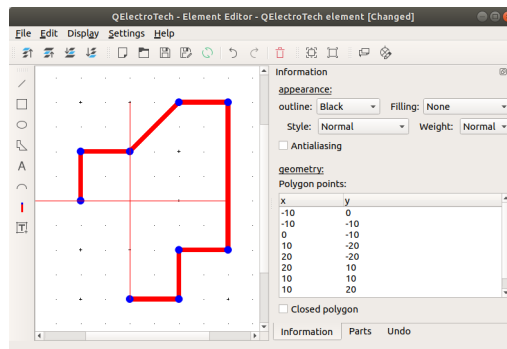 QElectroTech - Element Editor - QElectroTech element [Changed]
File Edit Display Settings Help
Information
appearance:
outline: Black Filling: None
Style: Normal Weight: Normal
Antialiasing
geometry:
Polygon points:
x y
-10 0
-10 -10
0 -10
10 -20
20 -20
20 10
10 10
10 20
Closed polygon
Information Parts Undo
A
T